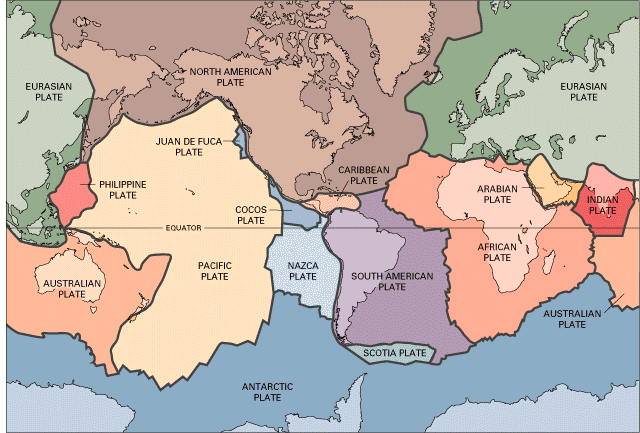 NORTH AMERICAN
PLATE
EURASIAN
PLATE
EURASIAN
PLATE
JUAN DE FUCA
PLATE
CARIBBEAN
PLATE
PHILIPPINE
PLATE
ARABIAN
PLATE
INDIAN
PLATE
COCOS
PLATE
EQUATOR
AFRICAN
PLATE
PACIFIC
PLATE
NAZCA
PLATE
SOUTH AMERICAN
PLATE
AUSTRALIAN
PLATE
AUSTRALIAN
PLATE
SCOTIA PLATE
ANTARCTIC
PLATE